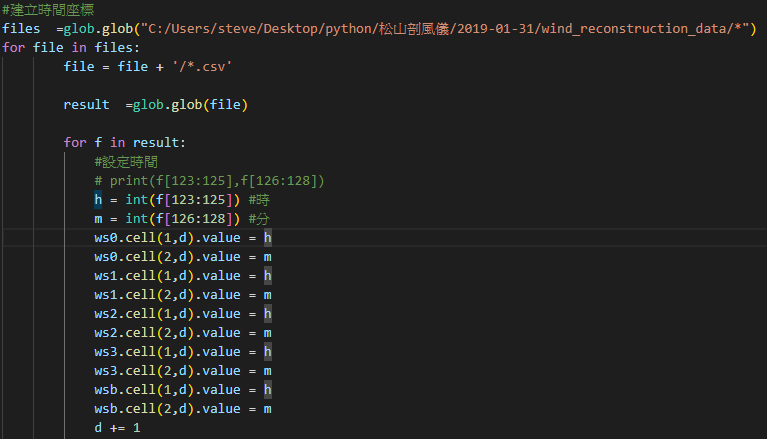 #建立時間座標
files  =glob.glob("C:/Users/steve/Desktop/python/松山剖風儀/2019-01-31/wind_reconstruction_data/*")
for file in files:
        file = file + '/*.csv'
        result  =glob.glob(file)
        for f in result:
            #設定時間
            # print(f[123:125],f[126:128])
            h = int(f[123:125]) #時
            m = int(f[126:128]) #分
            ws0.cell(1,d).value = h
            ws0.cell(2,d).value = m
            ws1.cell(1,d).value = h
            ws1.cell(2,d).value = m
            ws2.cell(1,d).value = h
            ws2.cell(2,d).value = m
            ws3.cell(1,d).value = h
            ws3.cell(2,d).value = m
            wsb.cell(1,d).value = h
            wsb.cell(2,d).value = m
            d += 1